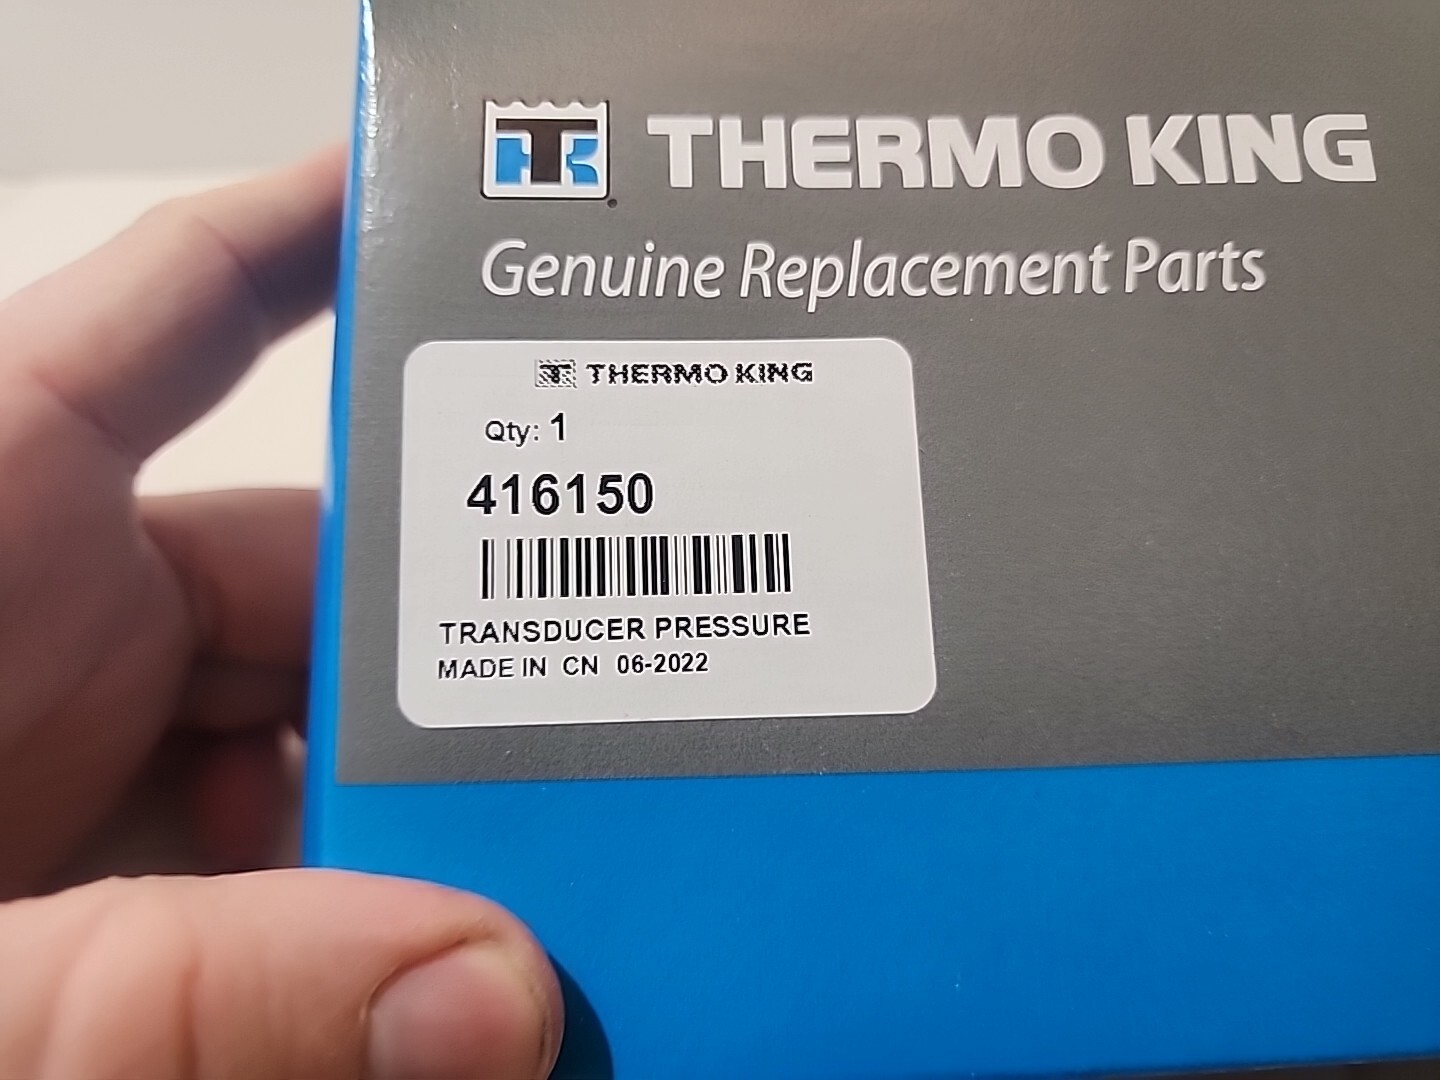 THERMO KING
Genuine Replacement Parts
THERMO KING
Qty: 1
416150
TRANSDUCER PRESSURE
MADE IN CN 06-2022